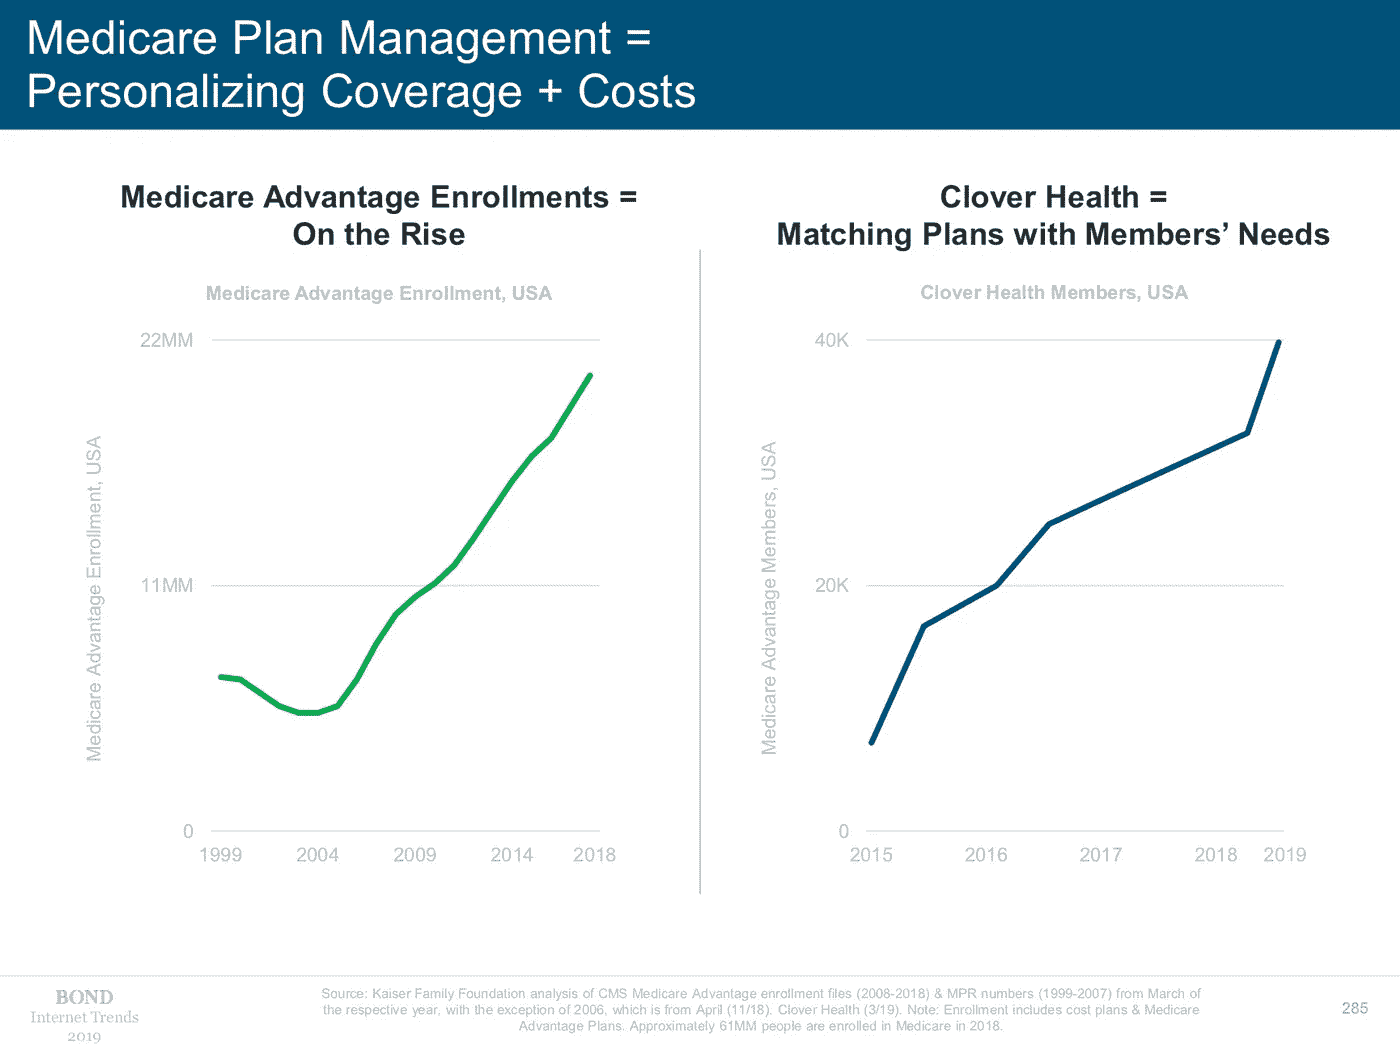 Medicare Plan Management =
Personalizing Coverage + Costs
Medicare Advantage Enrollments =
On the Rise
Medicare Advantage Enrollment, USA
Medicare Advantage Enrollment, USA
22MM
11MM
0
1999 2004 2009 2014 2018
Clover Health =
Matching Plans with Members’ Needs
Clover Health Members, USA
Medicare Advantage Members, USA
40K
20K
0
2015 2016 2017 2018 2019
BOND
Internet Trends
2019
Source: Kaiser Family Foundation analysis of CMS Medicare Advantage enrollment files (2008-2018) & MPR numbers (1999-2007) from March of
the respective year, with the exception of 2006, which is from April (11/18). Clover Health (3/19). Note: Enrollment includes cost plans & Medicare
Advantage Plans. Approximately 61MM people are enrolled in Medicare in 2018.
285